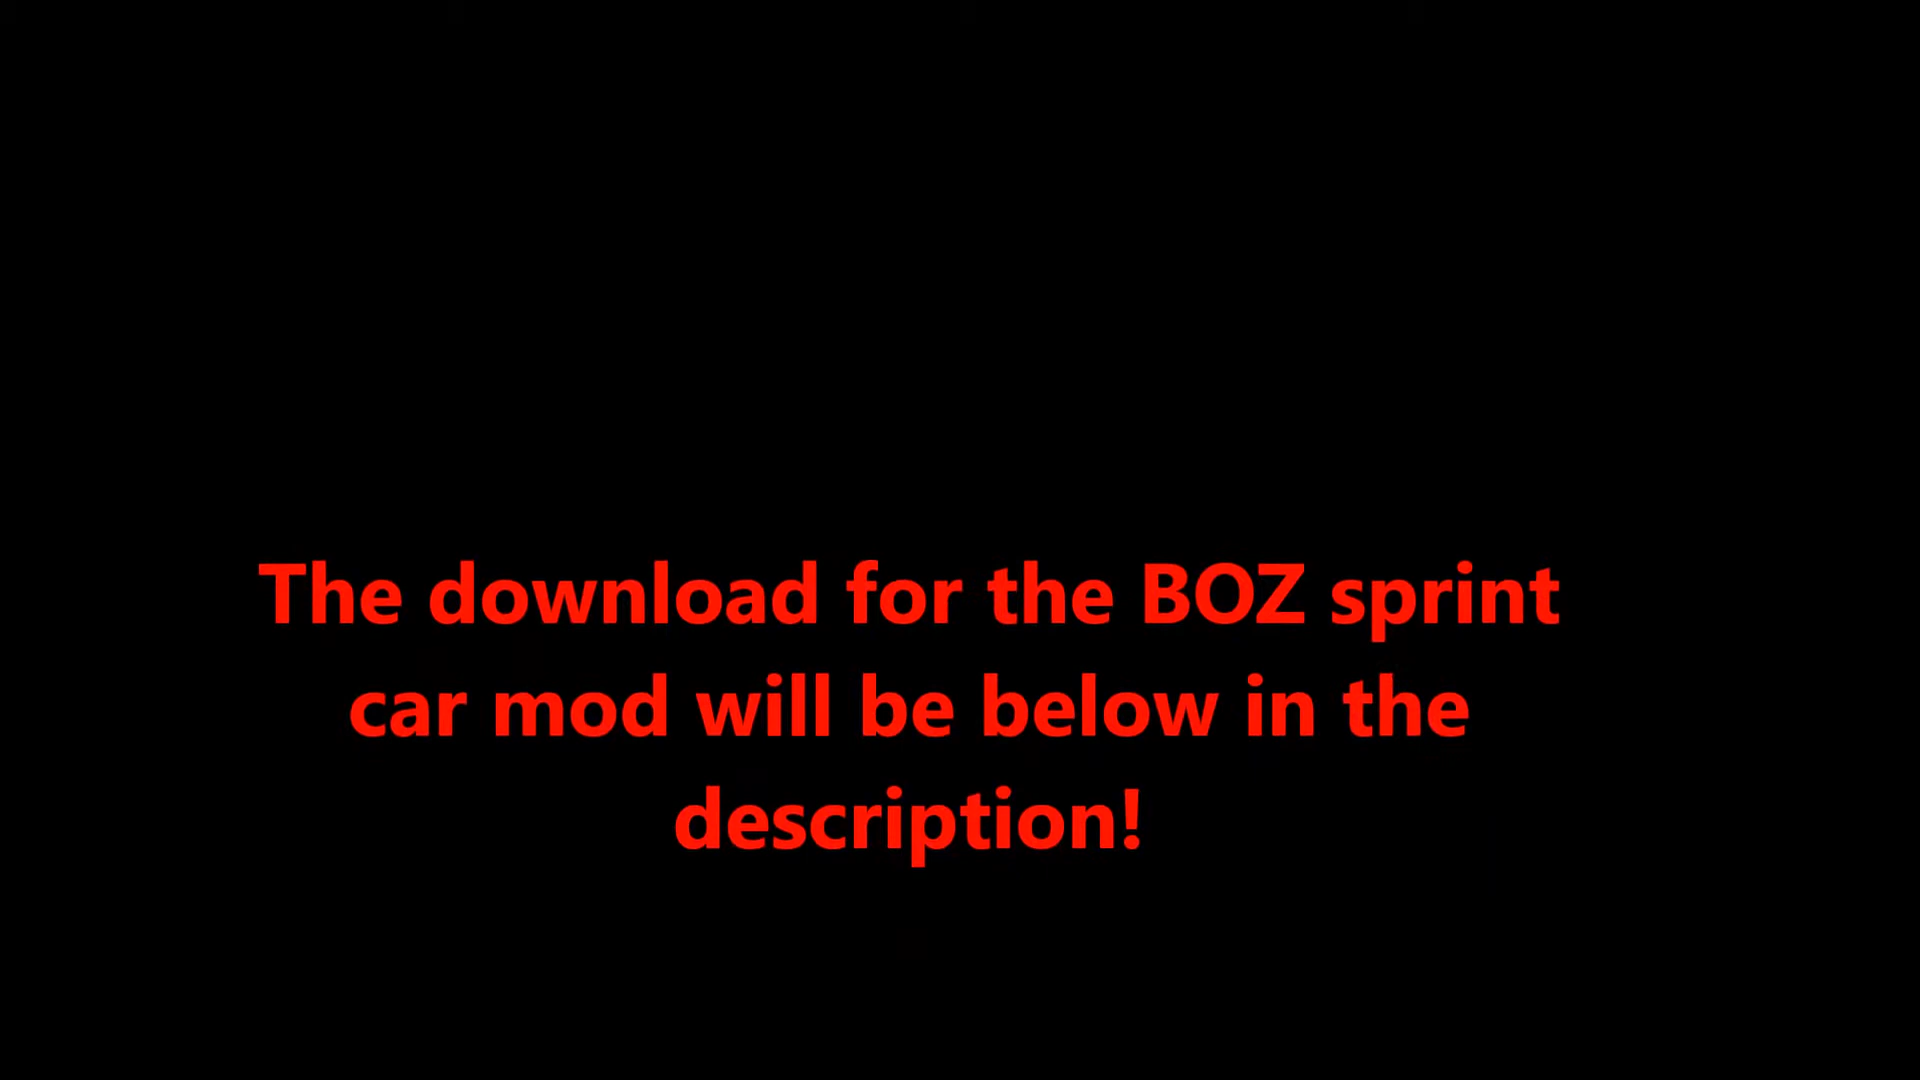 The download for the BOZ sprint
car mod will be below in the
description!